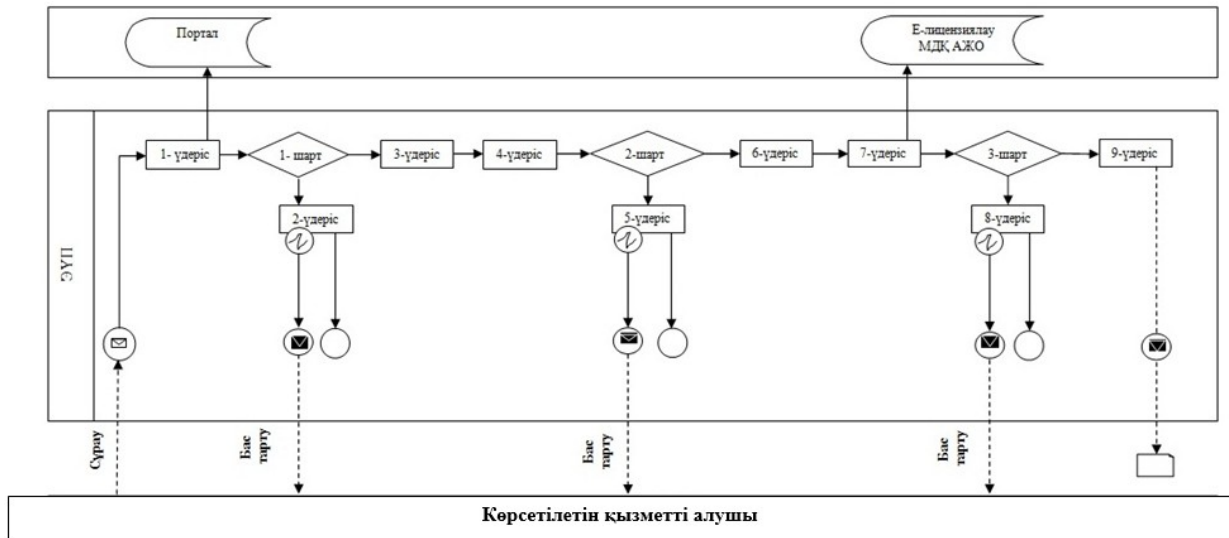 Портал
Е-лицензиялау
МДҚ АЖО
ЭҮП
1- үдеріс
1- шарт
3-үдеріс
4-үдеріс
2-шарт
6-үдеріс
7-үдеріс
3-шарт
9-үдеріс
2-үдеріс
5-үдеріс
8-үдеріс
Сұрау
Бас
тарту
Бас
тарту
Бас
тарту
Көрсетілетін қызметті алушы